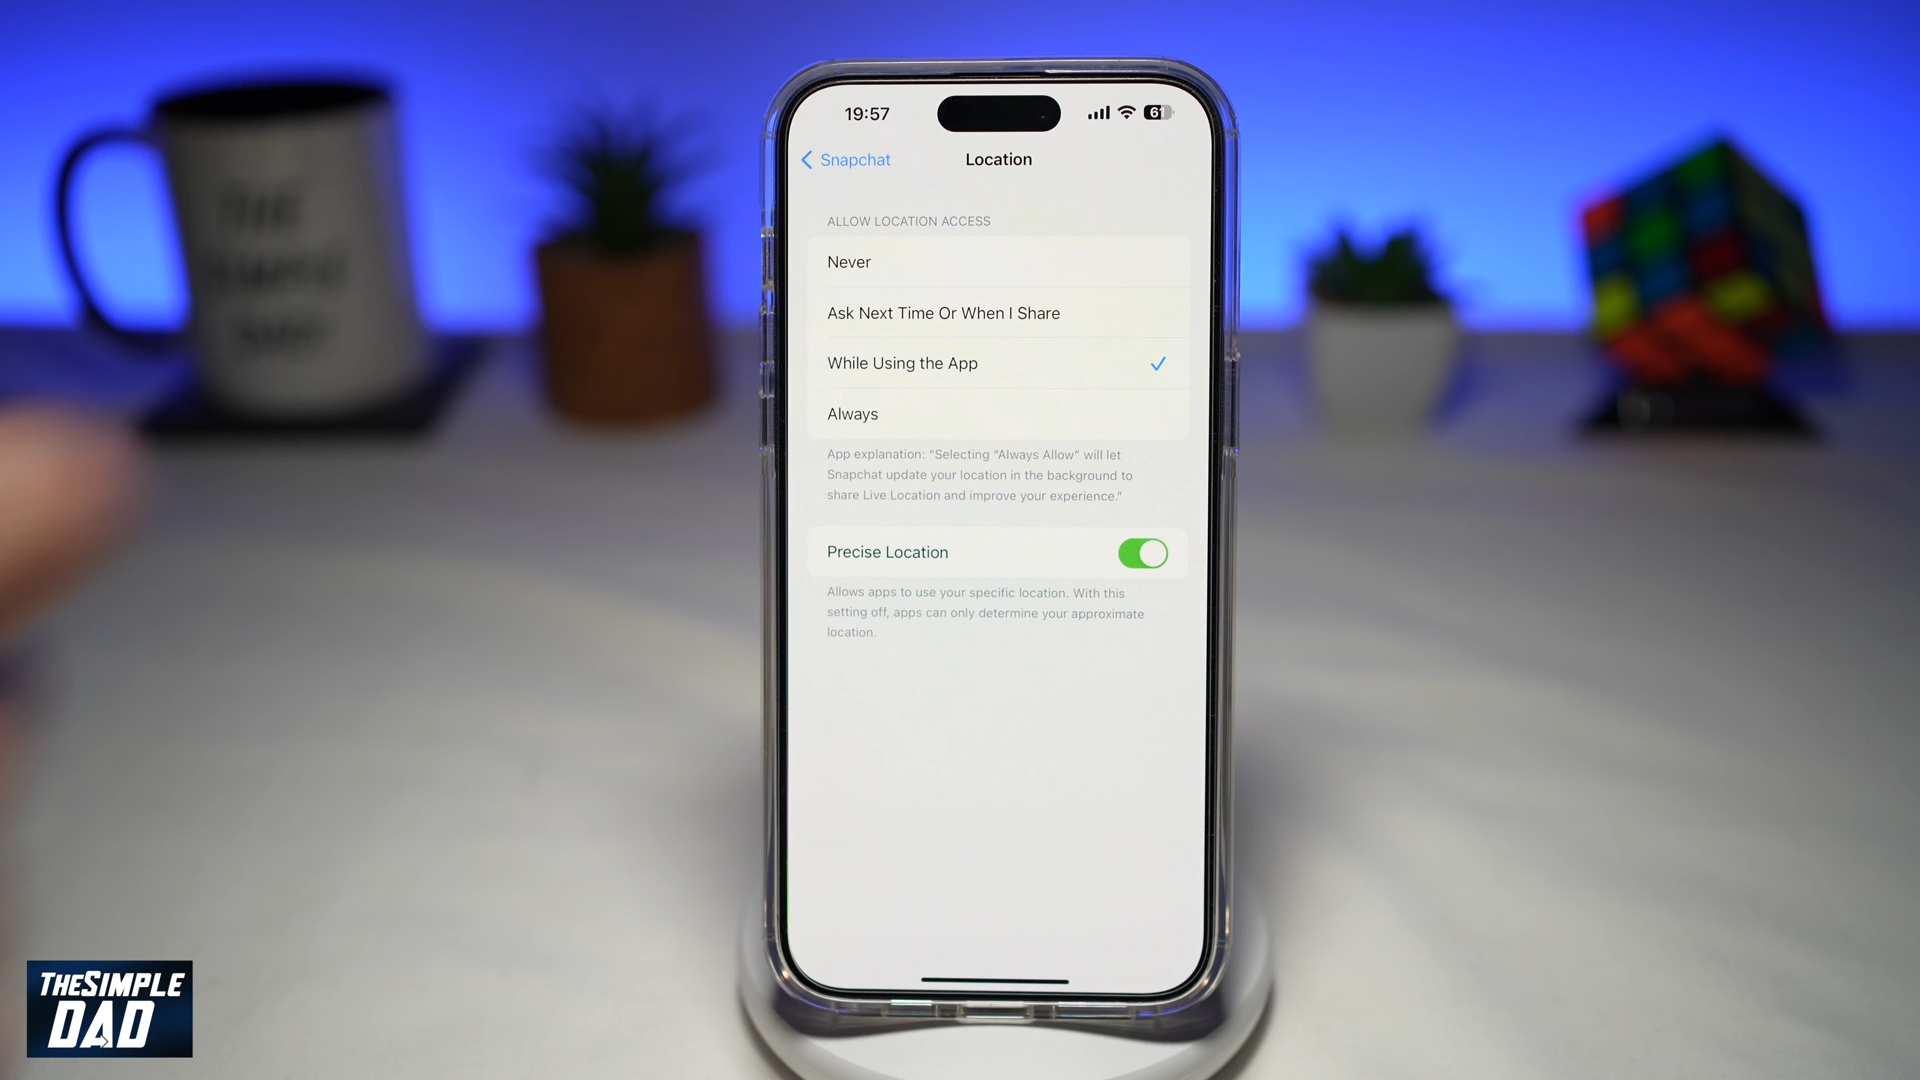 19:57
61
Snapchat
Location
ALLOW LOCATION ACCESS
Never
Ask Next Time Or When I Share
While Using the App
Always
App explanation: “Selecting “Always Allow” will let
Snapchat update your location in the background to
share Live Location and improve your experience.”
Precise Location
Allows apps to use your specific location. With this
setting off, apps can only determine your approximate
location.
THE
SIMPLE
DAD
THESIMPLE
DAD